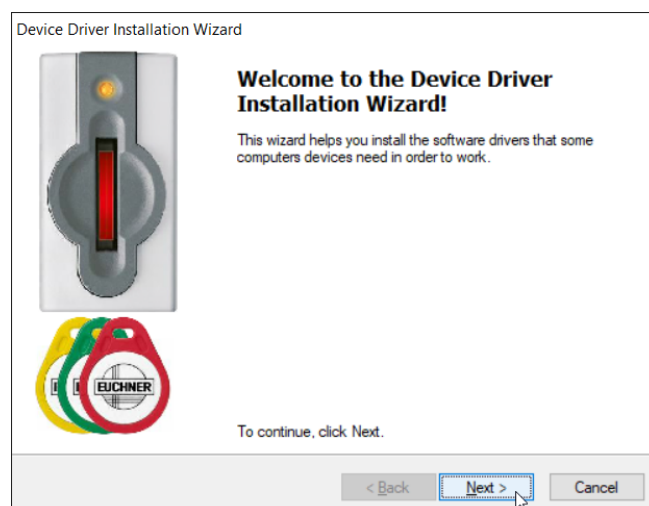 Device Driver Installation Wizard
Welcome to the Device Driver
Installation Wizard!
This wizard helps you install the software drivers that some
computers devices need in order to work.
EUCHNER
To continue, click Next.
< Back
Next >
Cancel